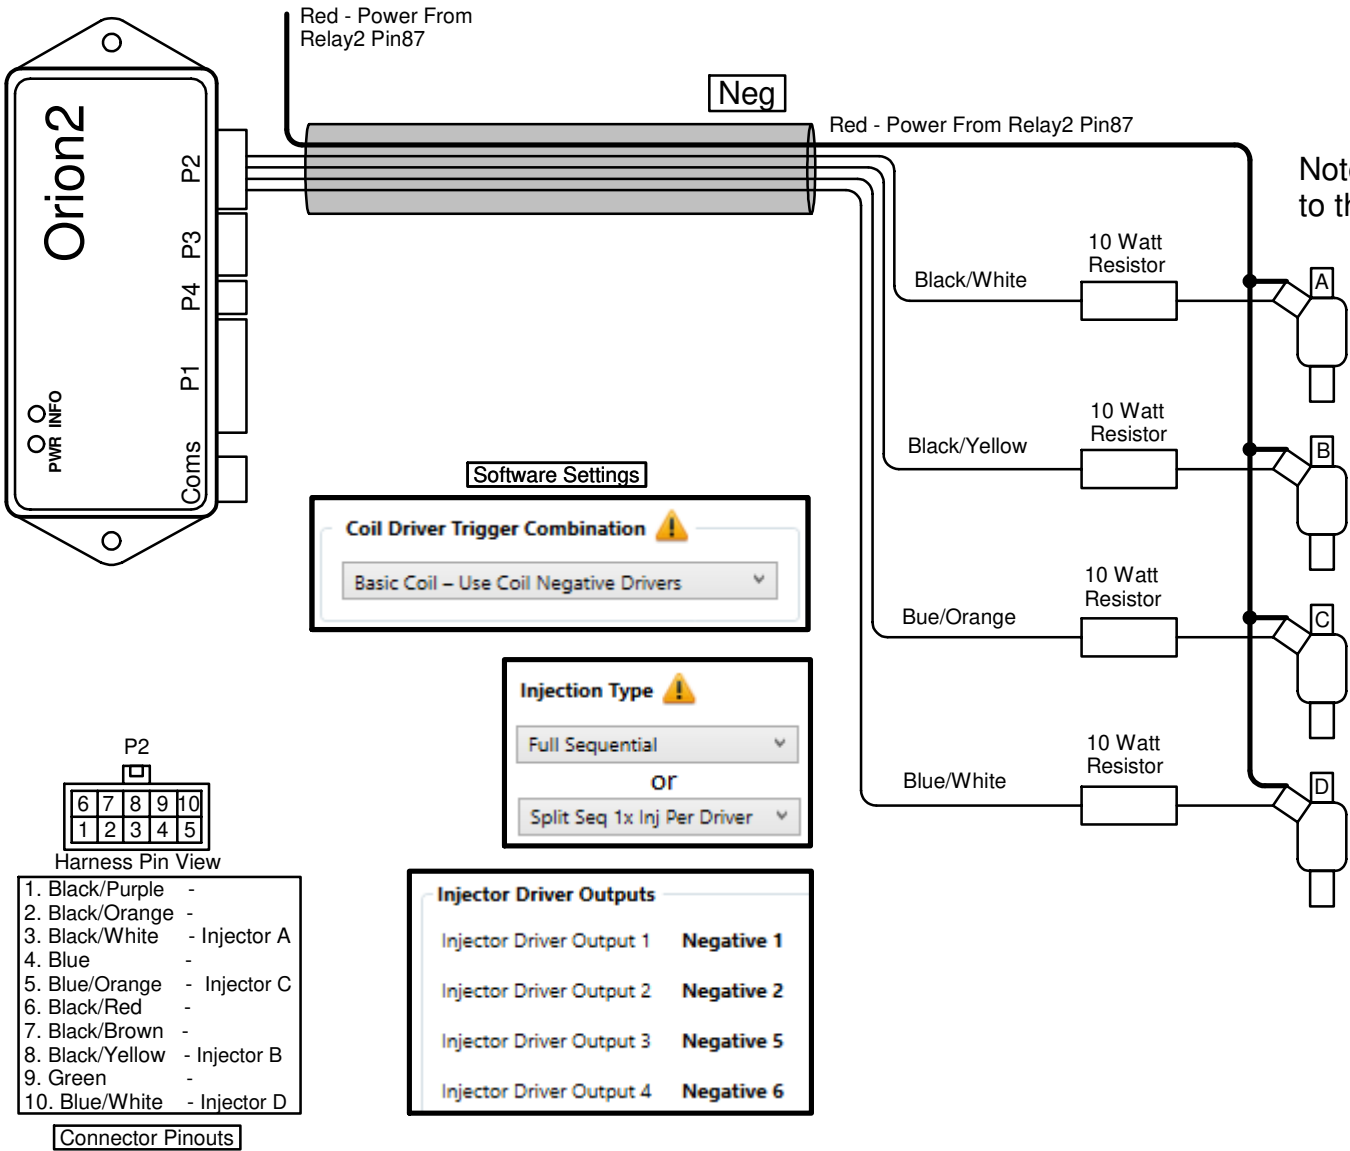 Red - Power From
Relay2 Pin87
Neg
Red - Power From Relay2 Pin87
to
Orion2
P2
P3
P4
P1
Coms
INFO
PWR
10 Watt
Resistor
Black/White
A
10 Watt
Resistor
Black/Yellow
B
10 Watt
Resistor
Bue/Orange
C
10 Watt
Resistor
Blue/White
D
Software Settings
Coil Driver Trigger Combination
Basic Coil – Use Coil Negative Drivers
Injection Type
Full Sequential
or
Split Seq 1x Inj Per Driver
Injector Driver Outputs
Injector Driver Output 1 Negative 1
Injector Driver Output 2 Negative 2
Injector Driver Output 3 Negative 5
Injector Driver Output 4 Negative 6
P2
6 7 8 9 10
1 2 3 4 5
Harness Pin View
1. Black/Purple -
2. Black/Orange -
3. Black/White - Injector A
4. Blue -
5. Blue/Orange - Injector C
6. Black/Red -
7. Black/Brown -
8. Black/Yellow - Injector B
9. Green -
10. Blue/White - Injector D
Connector Pinouts